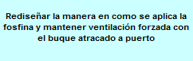 Rediseñar la manera en como se aplica la
fosfina y mantener ventilación forzada con
el buque atracado a puerto